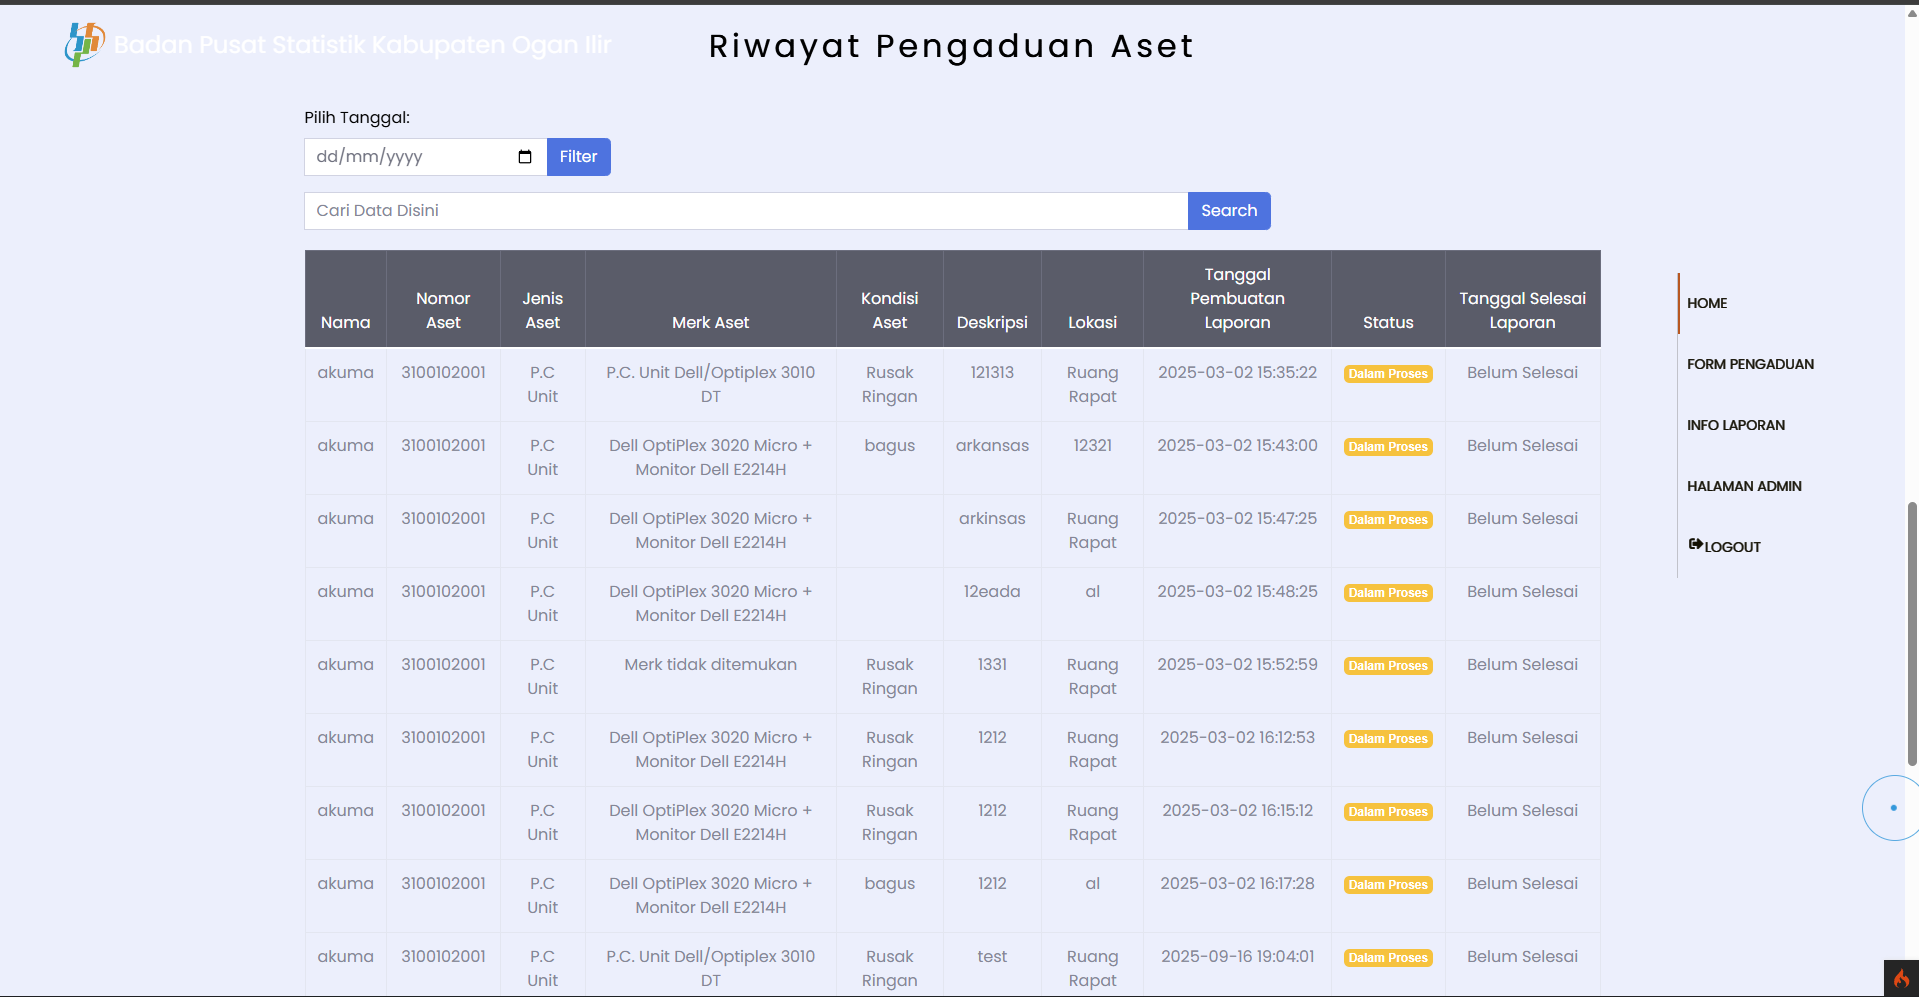 Badan Pusat Statistik Kabupaten Ogan Ilir
Riwayat Pengaduan Aset
Pilih Tanggal:
dd/mm/yyyy Filter
Cari Data Disini Search
Nama Nomor Aset Jenis Aset Merk Aset Kondisi Aset Deskripsi Lokasi Tanggal Pembuatan Laporan Status Tanggal Selesai Laporan
akuma 3100102001 P.C Unit P.C. Unit Dell/Optiplex 3010 DT Rusak Ringan 121313 Ruang Rapat 2025-03-02 15:35:22 Dalam Proses Belum Selesai
akuma 3100102001 P.C Unit Dell OptiPlex 3020 Micro + Monitor Dell E2214H bagus arkansas 12321 2025-03-02 15:43:00 Dalam Proses Belum Selesai
akuma 3100102001 P.C Unit Dell OptiPlex 3020 Micro + Monitor Dell E2214H arkinsas Ruang Rapat 2025-03-02 15:47:25 Dalam Proses Belum Selesai
akuma 3100102001 P.C Unit Dell OptiPlex 3020 Micro + Monitor Dell E2214H 12eada al 2025-03-02 15:48:25 Dalam Proses Belum Selesai
akuma 3100102001 P.C Unit Merk tidak ditemukan Rusak Ringan 1331 Ruang Rapat 2025-03-02 15:52:59 Dalam Proses Belum Selesai
akuma 3100102001 P.C Unit Dell OptiPlex 3020 Micro + Monitor Dell E2214H Rusak Ringan 1212 Ruang Rapat 2025-03-02 16:12:53 Dalam Proses Belum Selesai
akuma 3100102001 P.C Unit Dell OptiPlex 3020 Micro + Monitor Dell E2214H Rusak Ringan 1212 Ruang Rapat 2025-03-02 16:15:12 Dalam Proses Belum Selesai
akuma 3100102001 P.C Unit Dell OptiPlex 3020 Micro + Monitor Dell E2214H bagus 1212 al 2025-03-02 16:17:28 Dalam Proses Belum Selesai
akuma 3100102001 P.C Unit P.C. Unit Dell/Optiplex 3010 DT Rusak Ringan test Ruang Rapat 2025-09-16 19:04:01 Dalam Proses Belum Selesai
HOME
FORM PENGADUAN
INFO LAPORAN
HALAMAN ADMIN
LOGOUT